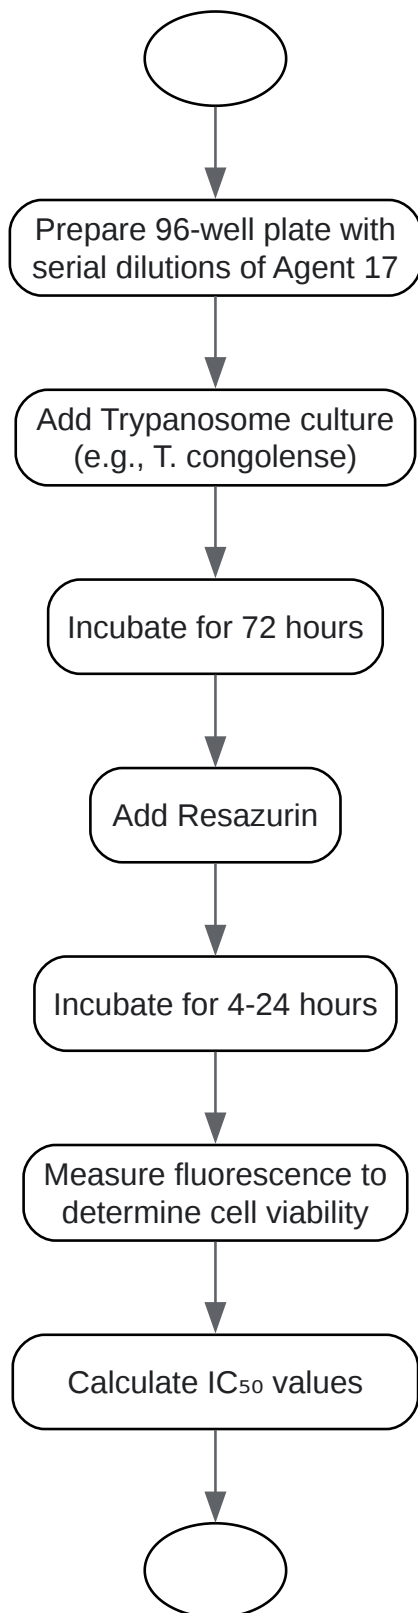 Prepare 96-well plate with
serial dilutions of Agent 17
Add Trypanosome culture
(e.g., T. congolense)
Incubate for 72 hours
Add Resazurin
Incubate for 4-24 hours
Measure fluorescence to
determine cell viability
Calculate IC₅₀ values